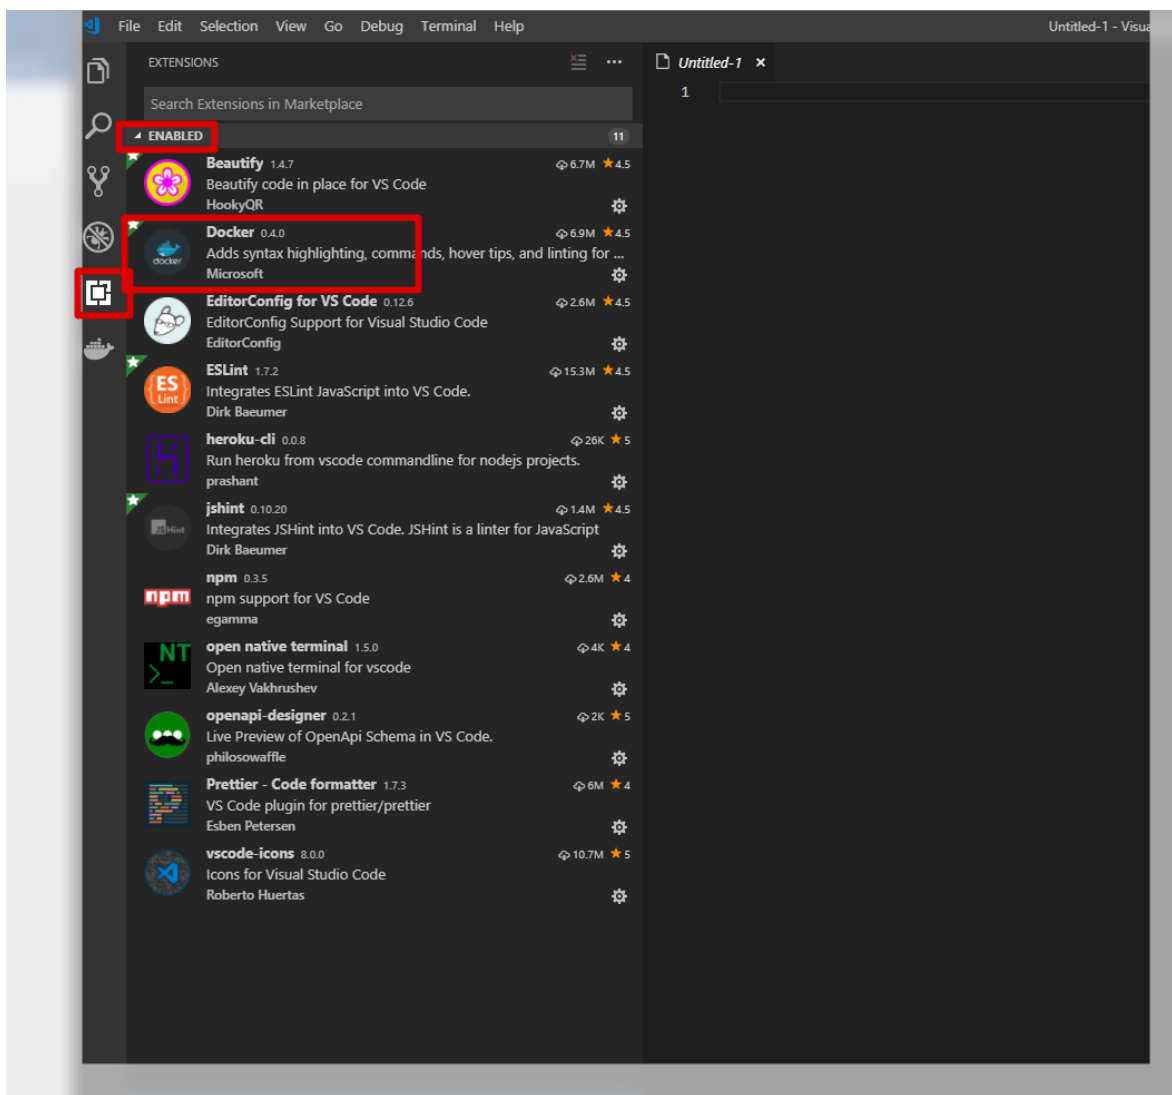 File Edit Selection View Go Debug Terminal Help
Untitled-1 - Visua
EXTENSIONS
Untitled-1
1
Search Extensions in Marketplace
ENABLED
11
Beautify 1.4.7 6.7M 4.5
Beautify code in place for VS Code
HookyQR
docker
Docker 0.4.0 6.9M 4.5
Adds syntax highlighting, commands, hover tips, and linting for ...
Microsoft
EditorConfig for VS Code 0.12.6 2.6M 4.5
EditorConfig Support for Visual Studio Code
EditorConfig
ES
Lint
ESLint 1.7.2 15.3M 4.5
Integrates ESLint JavaScript into VS Code.
Dirk Baeumer
heroku-cli 0.0.8 26K 5
Run heroku from vscode commandline for nodejs projects.
prashant
JSHint
jshint 0.10.20 1.4M 4.5
Integrates JSHint into VS Code. JSHint is a linter for JavaScript
Dirk Baeumer
npm
npm 0.3.5 2.6M 4
npm support for VS Code
egamma
NT
>_
open native terminal 1.5.0 4K 4
Open native terminal for vscode
Alexey Vakhrushev
openapi-designer 0.2.1 2K 5
Live Preview of OpenApi Schema in VS Code.
philosowaffle
Prettier - Code formatter 1.7.3 6M 4
VS Code plugin for prettier/prettier
Esben Petersen
vscode-icons 8.0.0 10.7M 5
Icons for Visual Studio Code
Roberto Huertas